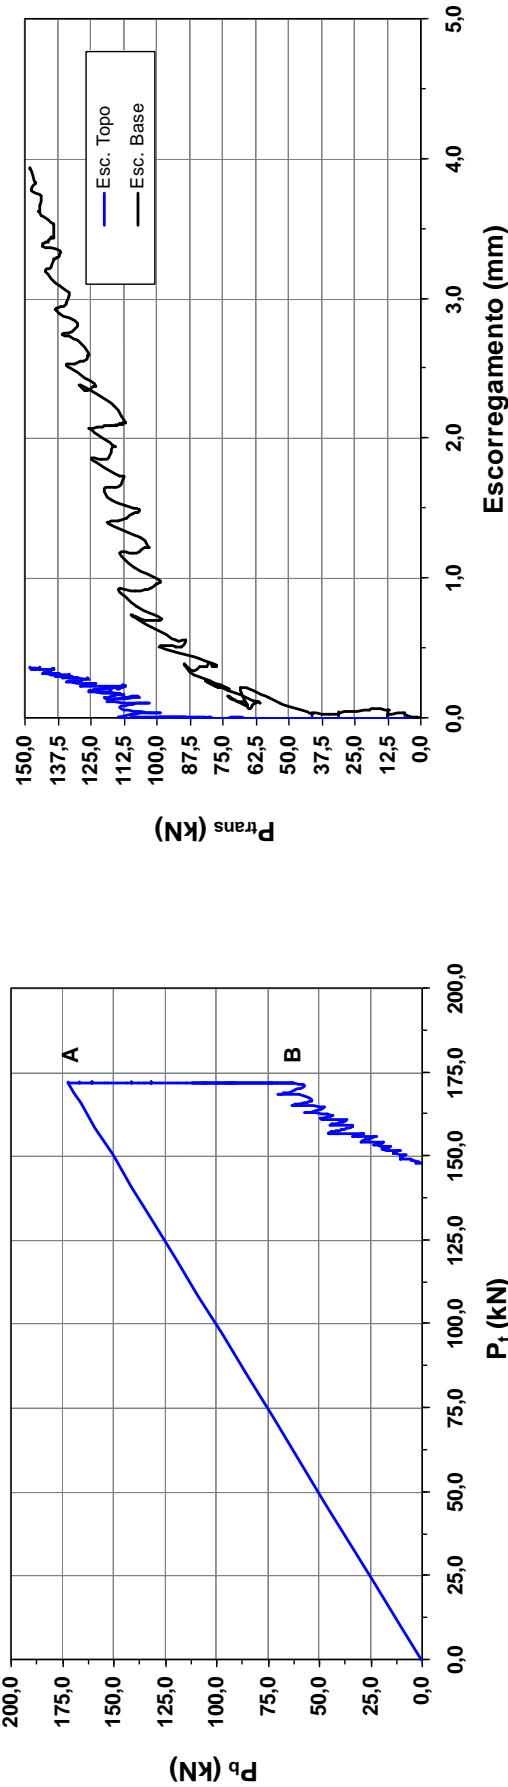 200,0
175,0
150,0
125,0
100,0
75,0
50,0
25,0
0,0
P_b (kN)
A
B
0,0 25,0 50,0 75,0 100,0 125,0 150,0 175,0 200,0
P_t (kN)
150,0
137,5
125,0
112,5
100,0
87,5
75,0
62,5
50,0
37,5
25,0
12,5
0,0
P_trans (kN)
Esc. Topo
Esc. Base
0,0 1,0 2,0 3,0 4,0 5,0
Escorregamento (mm)